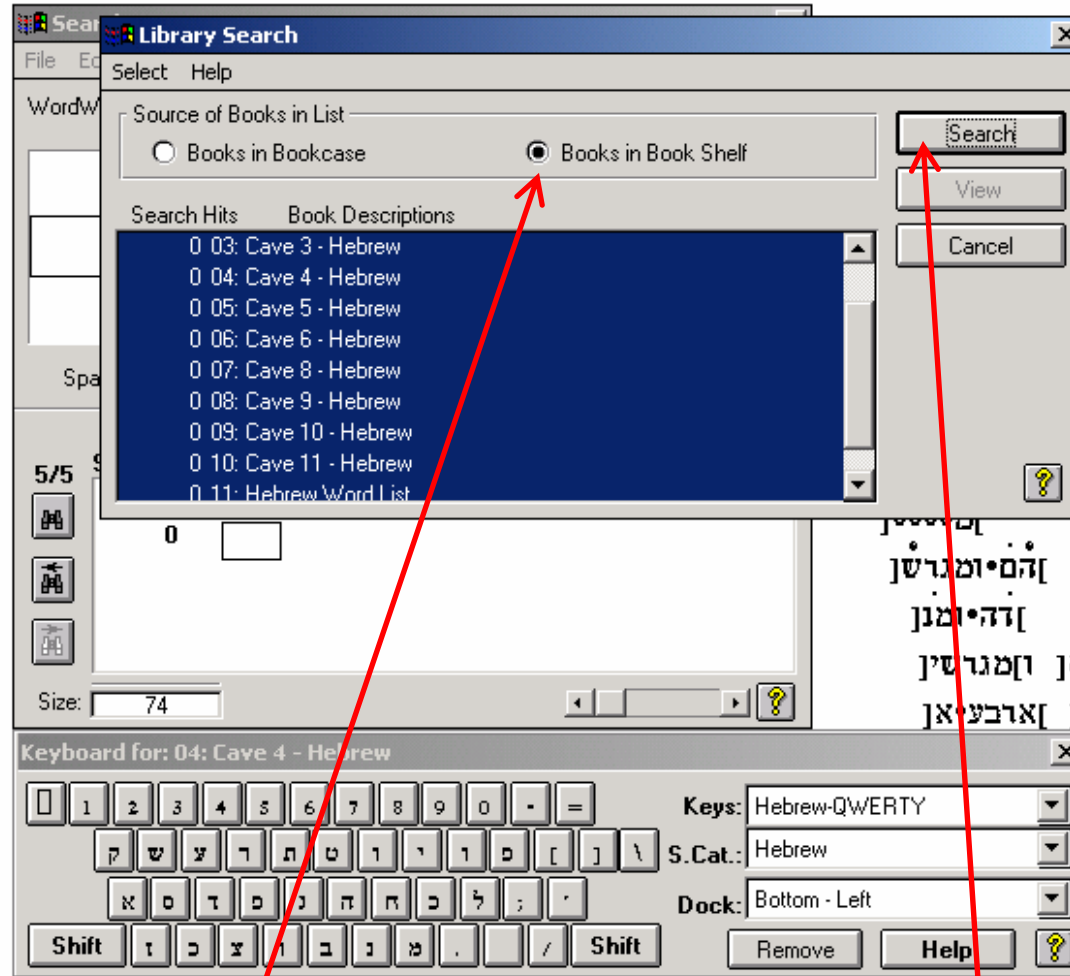 Sear
Library Search
File Ed
Select Help
WordW
Source of Books in List
Books in Bookcase
Books in Book Shelf
Search
View
Cancel
Search Hits Book Descriptions
0 03: Cave 3 - Hebrew
0 04: Cave 4 - Hebrew
0 05: Cave 5 - Hebrew
0 06: Cave 6 - Hebrew
0 07: Cave 8 - Hebrew
0 08: Cave 9 - Hebrew
0 09: Cave 10 - Hebrew
0 10: Cave 11 - Hebrew
0 11: Hebrew Word List
Spa
5/5
0
]הם•ומגרש[
]דה•ומג[
ו]מגרשי[
]ארבע•א[
Size: 74
Keyboard for: 04: Cave 4 - Hebrew
1 2 3 4 5 6 7 8 9 0 - =
Keys: Hebrew-QWERTY
S.Cat.: Hebrew
Dock: Bottom - Left
Shift
Shift
Remove Help